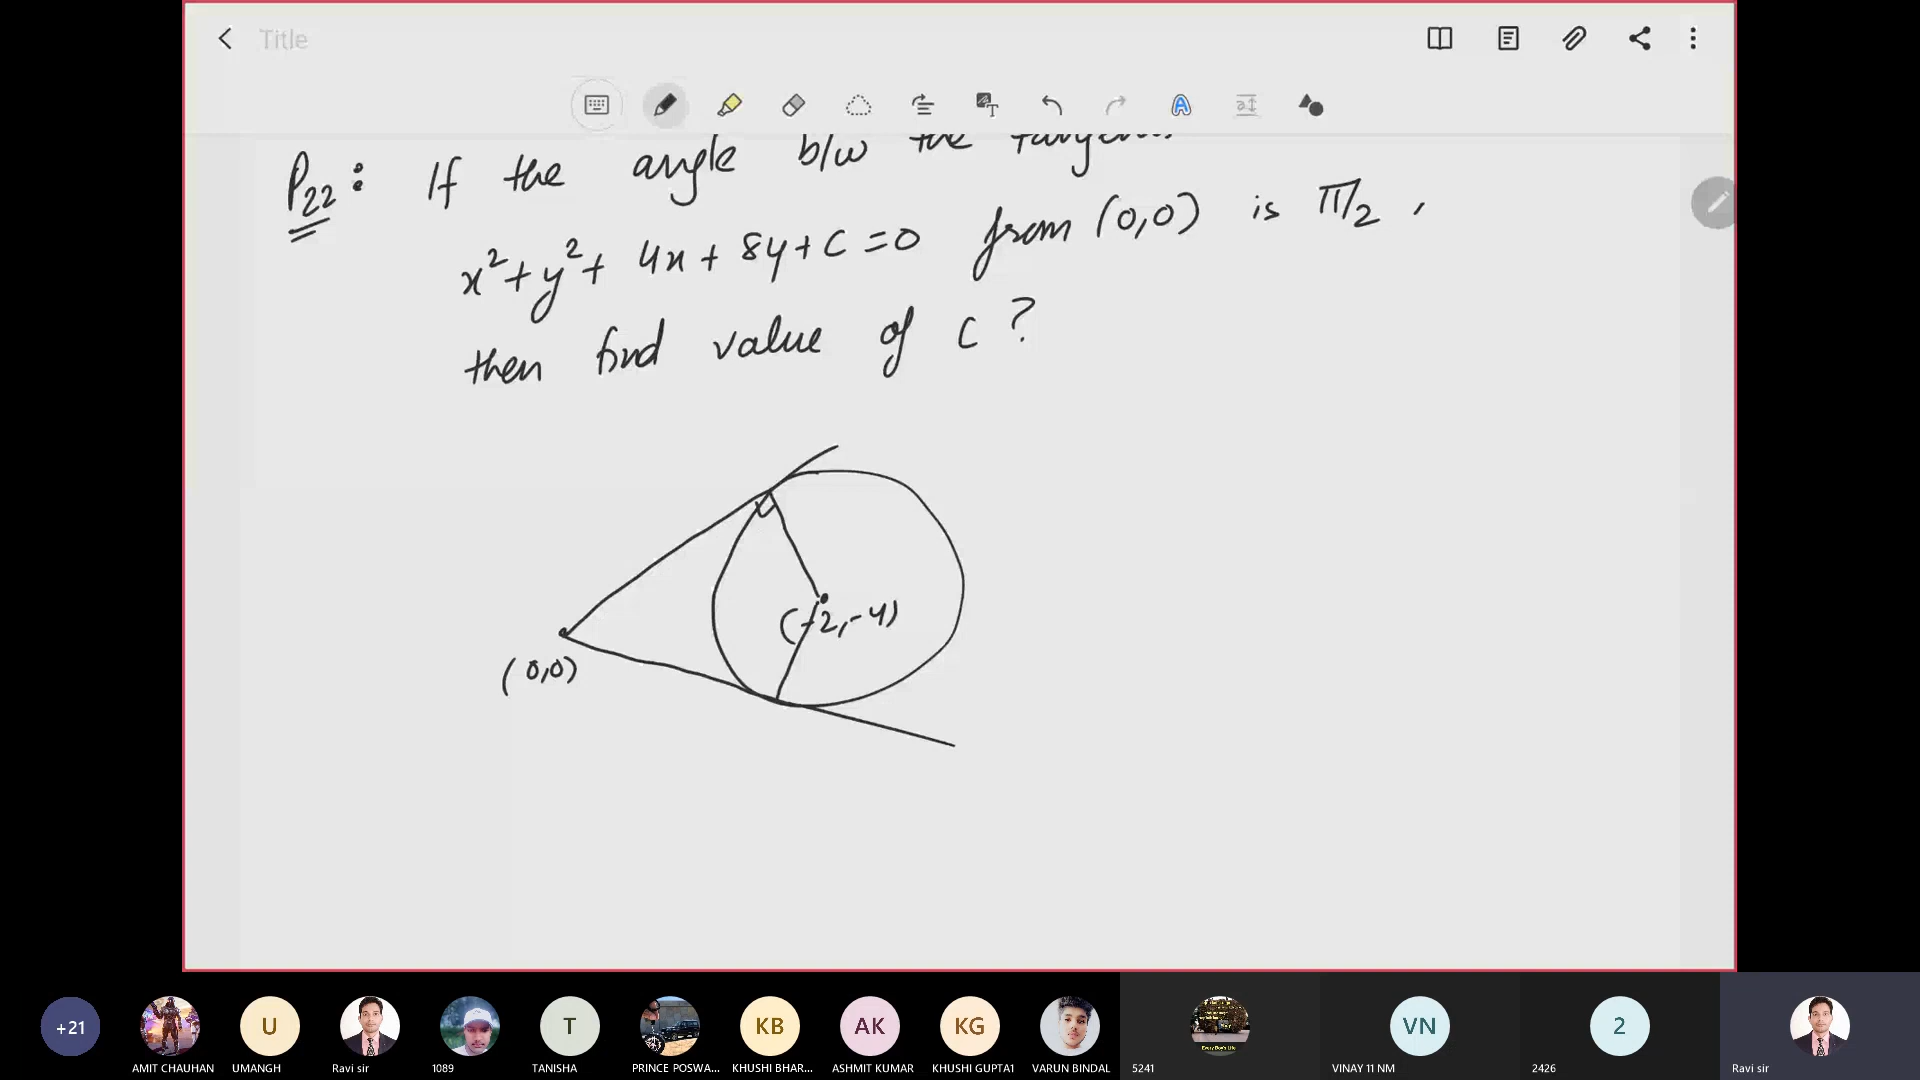 Title
P22 : If the angle b/w the
x²+y²+ 4x + 8y + c = 0 from (0,0) is π/2 ,
then find value of c ?
(-2,-4)
(0,0)
+21
U
T
KB
AK
KG
VN
2
AMIT CHAUHAN
UMANGH
Ravi sir
1089
TANISHA
PRINCE POSWA...
KHUSHI BHAR...
ASHMIT KUMAR
KHUSHI GUPTA1
VARUN BINDAL
5241
VINAY 11 NM
2426
Ravi sir